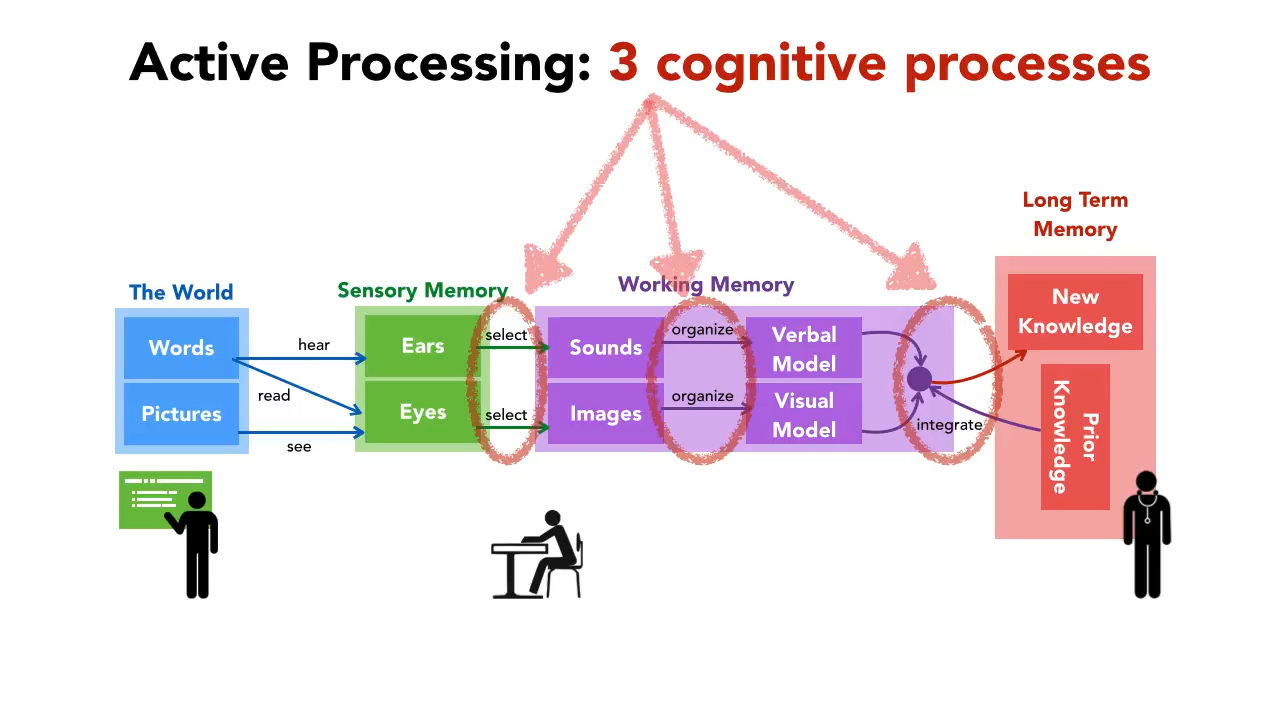 Active Processing: 3 cognitive processes
Long Term
Memory
The World
Sensory Memory
Working Memory
Words
Pictures
hear
read
see
Ears
Eyes
select
select
Sounds
Images
organize
organize
Verbal
Model
Visual
Model
integrate
New
Knowledge
Prior
Knowledge